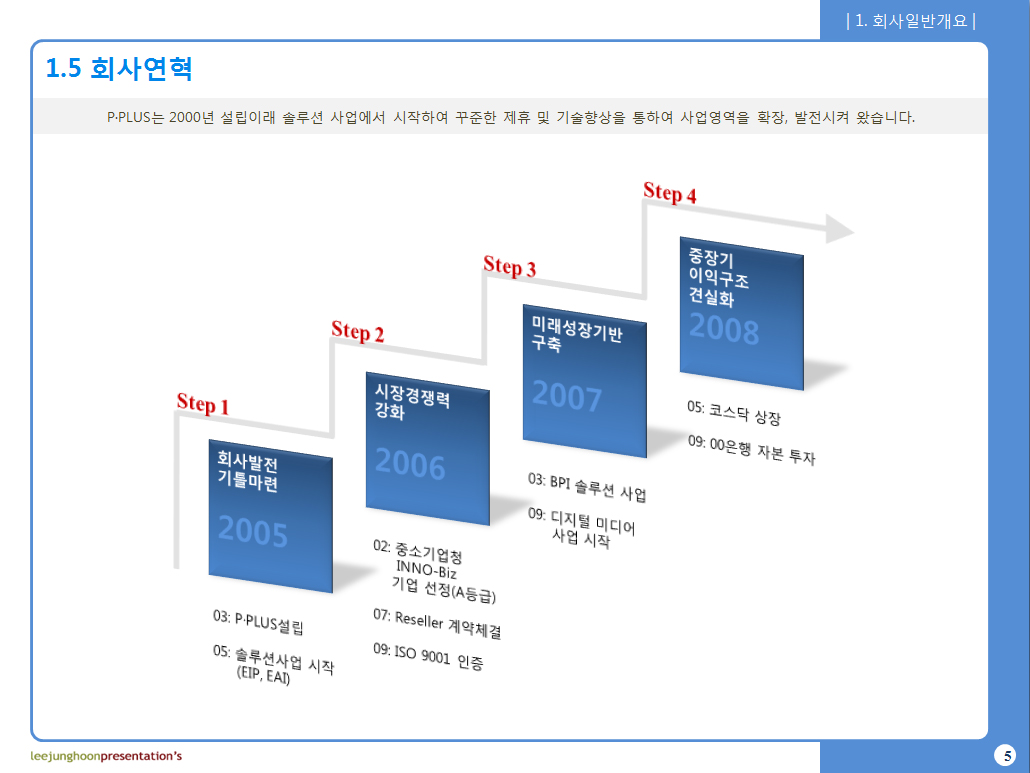 | 1. 회사일반개요 |
1.5 회사연혁
P·PLUS는 2000년 설립이래 솔루션 사업에서 시작하여 꾸준한 제휴 및 기술향상을 통하여 사업영역을 확장, 발전시켜 왔습니다.
Step 1
회사발전
기틀마련
2005
03: P·PLUS설립
05: 솔루션사업 시작
(EIP, EAI)
Step 2
시장경쟁력
강화
2006
02: 중소기업청
INNO-Biz
기업 선정(A등급)
07: Reseller 계약체결
09: ISO 9001 인증
Step 3
미래성장기반
구축
2007
03: BPI 솔루션 사업
09: 디지털 미디어
사업 시작
Step 4
중장기
이익구조
견실화
2008
05: 코스닥 상장
09: 00은행 자본 투자
leejunghoonpresentation's
5